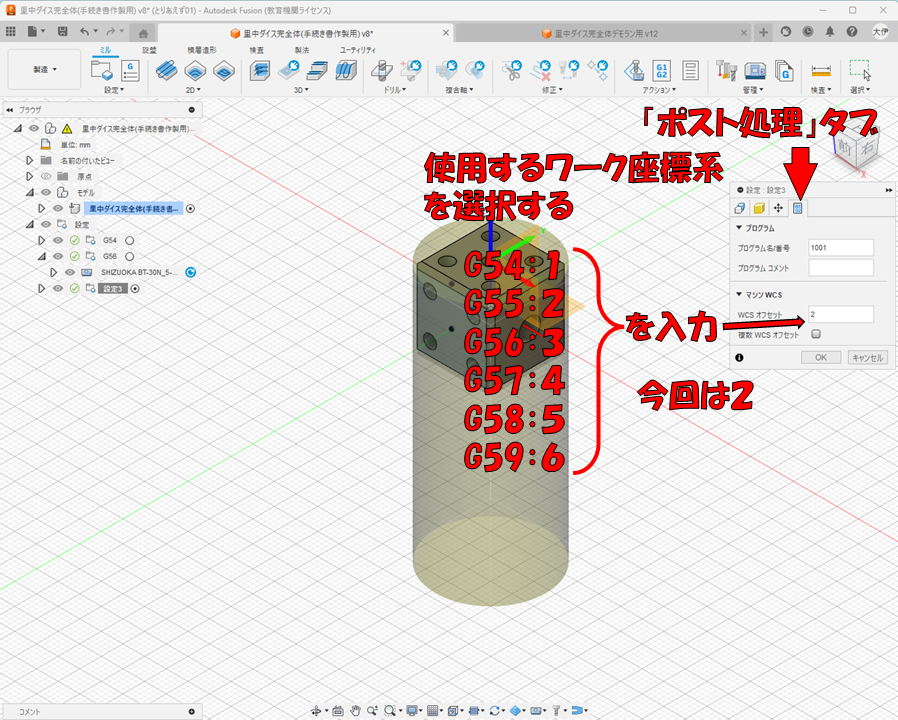 里中ダイス完全体(手続き書作製用) v8* (とりあえず01) - Autodesk Fusion (教育機関ライセンス)
里中ダイス完全体(手続き書作製用) v8*
里中ダイス完全体デモラン用 v12
製造
ミル
設盤
積層造形
検査
製法
ユーティリティ
設定
2D
3D
ドリル
複合軸
修正
アクション
管理
検査
選択
G1
G2
ブラウザ
里中ダイス完全体(手続き書作製用)...
単位: mm
名前の付いたビュー
原点
モデル
里中ダイス完全体(手続き書...
設定
G54
G56
SHIZUOKA BT-30N_5-...
設定3
「ポスト処理」タブ
前
右
使用するワーク座標系
を選択する
G54:1
G55:2
G56:3
G57:4
G58:5
G59:6
を入力
今回は2
設定 : 設定3
プログラム
プログラム名/番号
1001
プログラム コメント
マシン WCS
WCS オフセット
2
複数 WCS オフセット
OK
キャンセル
コメント